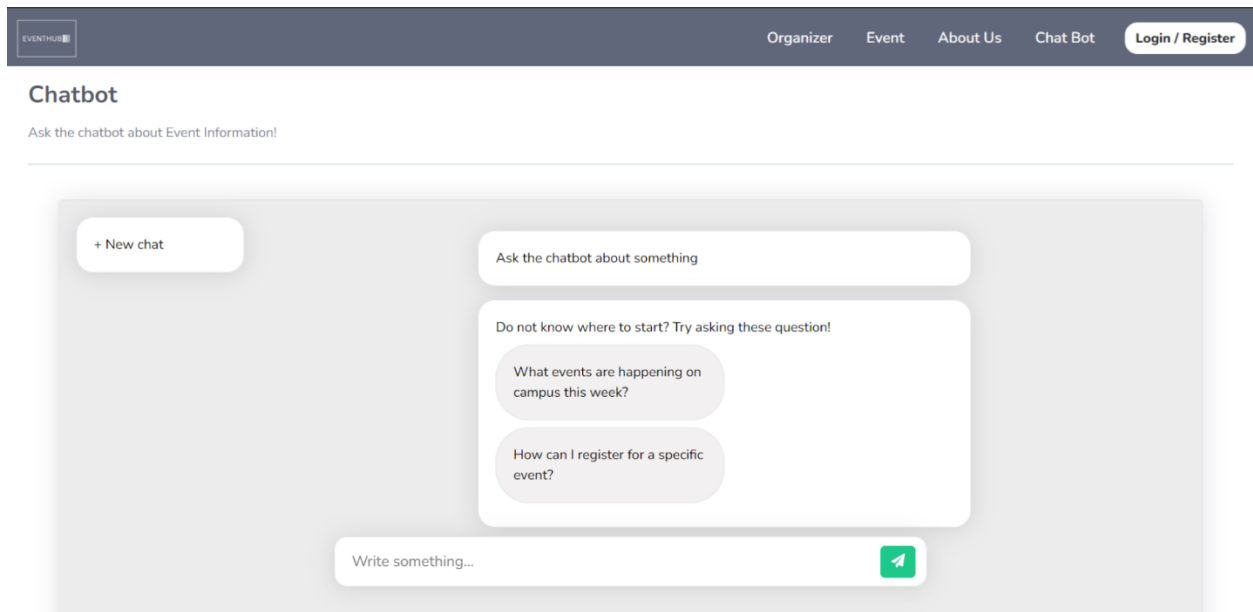 EVENTHUB
Organizer Event About Us Chat Bot Login / Register
Chatbot
Ask the chatbot about Event Information!
+ New chat
Ask the chatbot about something
Do not know where to start? Try asking these question!
What events are happening on
campus this week?
How can I register for a specific
event?
Write something...